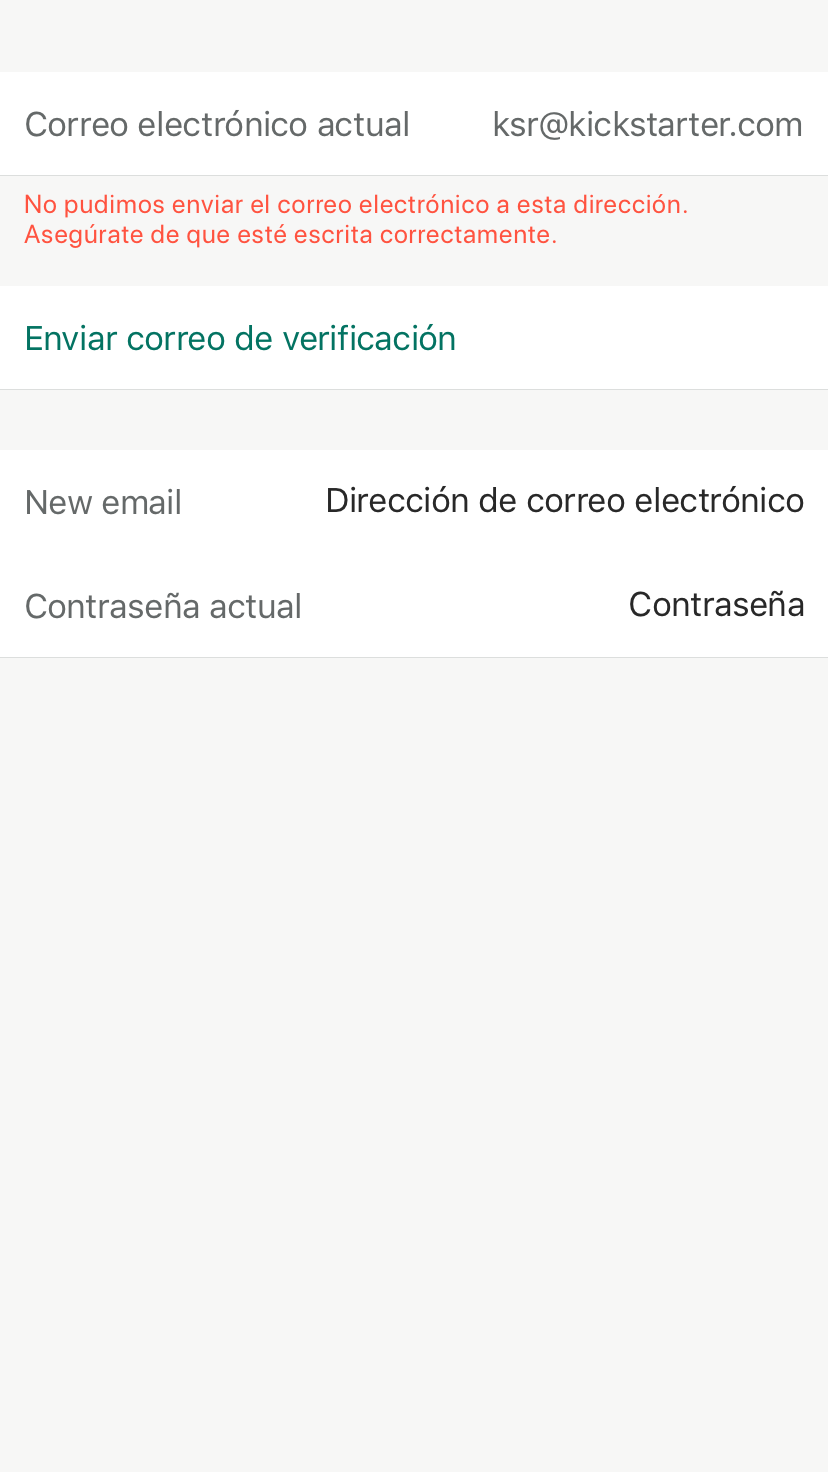 Correo electrónico actual ksr@kickstarter.com
No pudimos enviar el correo electrónico a esta dirección.
Asegúrate de que esté escrita correctamente.
Enviar correo de verificación
New email Dirección de correo electrónico
Contraseña actual Contraseña